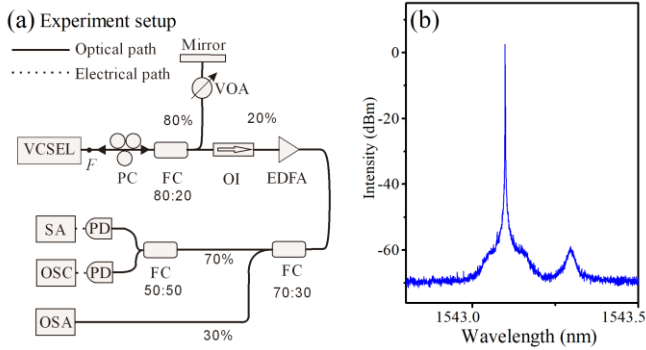 (a) Experiment setup
Optical path
Electrical path
Mirror
VOA
80%
20%
VCSEL
F
PC
FC
80:20
OI
EDFA
SA
PD
OSC
PD
FC
50:50
70%
FC
70:30
OSA
30%
(b)
Intensity (dBm)
0
-20
-40
-60
1543.0
1543.5
Wavelength (nm)